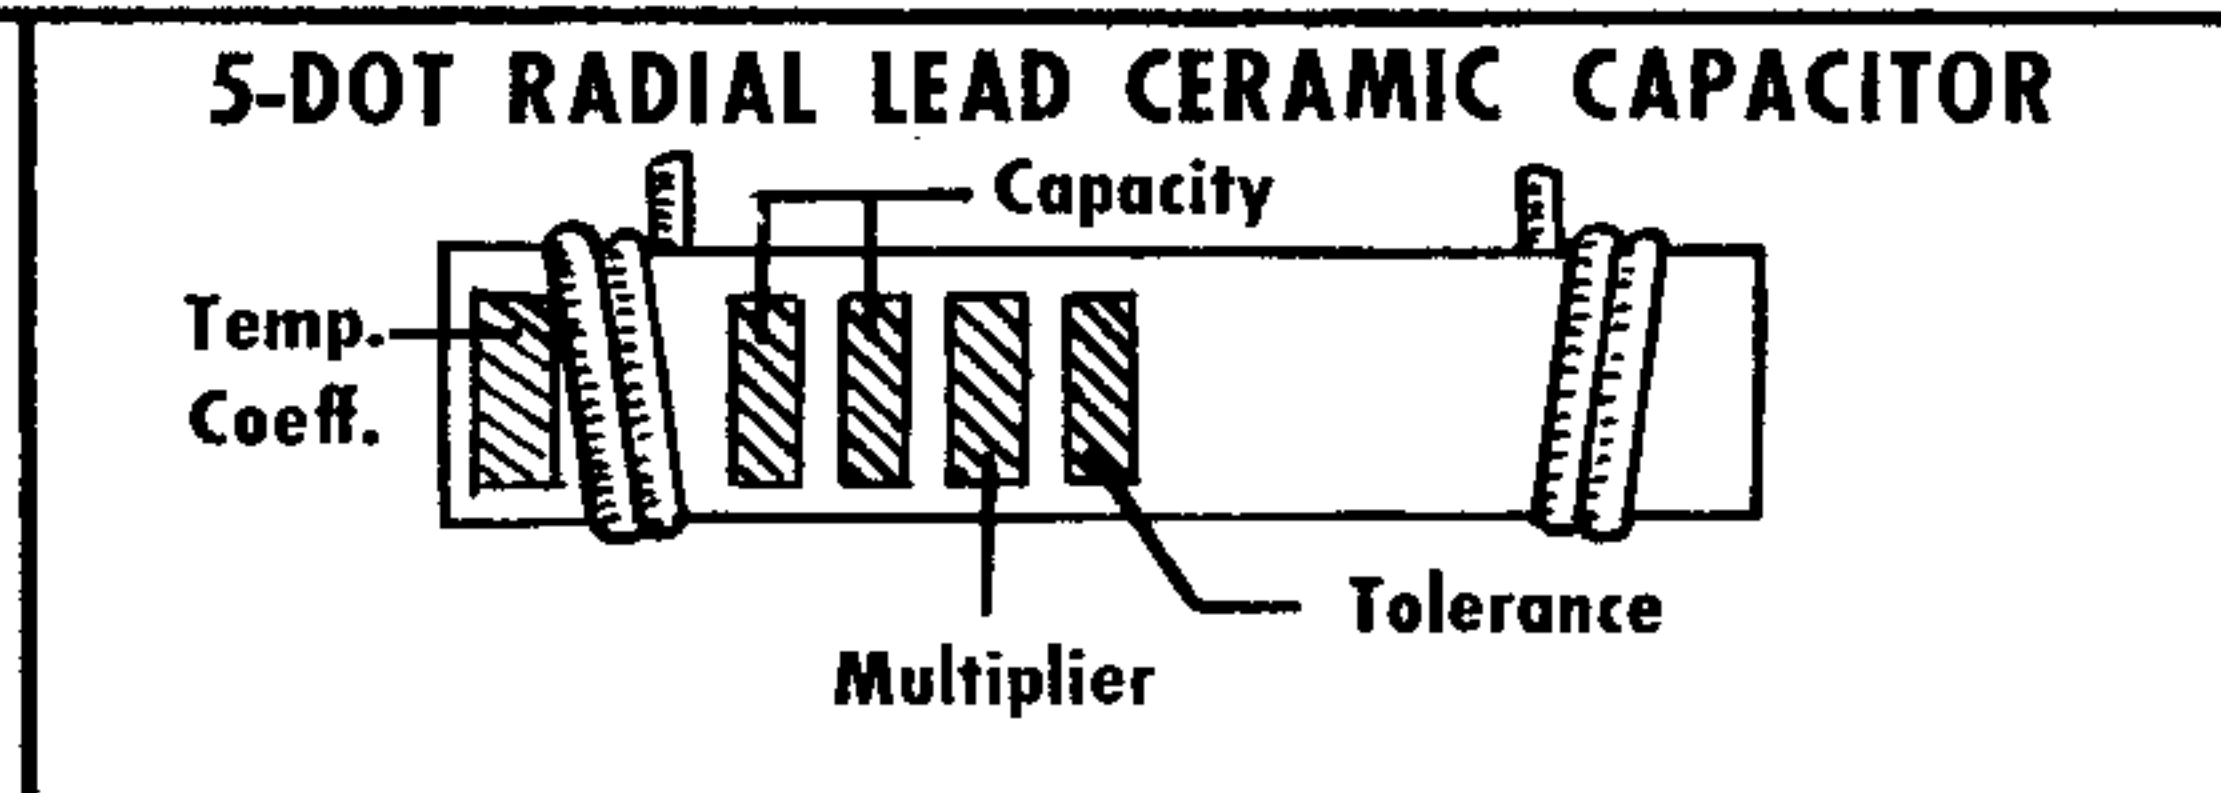 5-DOT RADIAL LEAD CERAMIC CAPACITOR
Capacity
Temp.
Coeff.
Tolerance
Multiplier